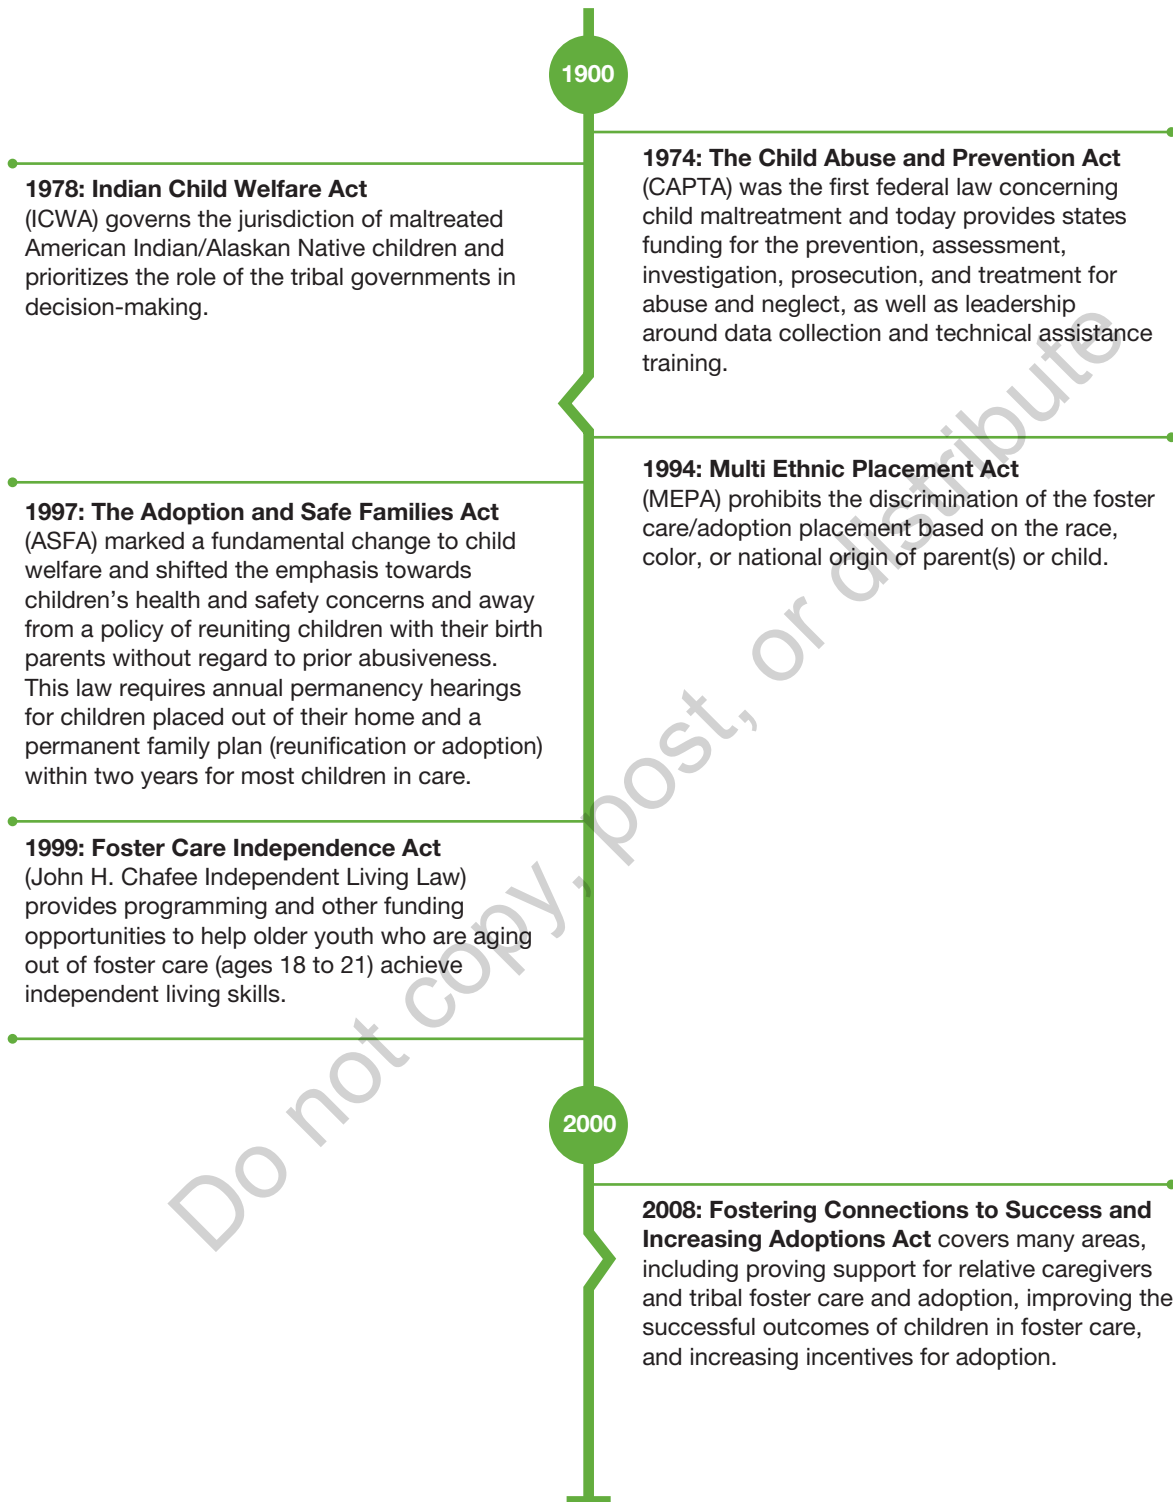 1900
1974: The Child Abuse and Prevention Act
(CAPTA) was the first federal law concerning
child maltreatment and today provides states
funding for the prevention, assessment,
investigation, prosecution, and treatment for
abuse and neglect, as well as leadership
around data collection and technical assistance
training.
1978: Indian Child Welfare Act
(ICWA) governs the jurisdiction of maltreated
American Indian/Alaskan Native children and
prioritizes the role of the tribal governments in
decision-making.
1994: Multi Ethnic Placement Act
(MEPA) prohibits the discrimination of the foster
care/adoption placement based on the race,
color, or national origin of parent(s) or child.
1997: The Adoption and Safe Families Act
(ASFA) marked a fundamental change to child
welfare and shifted the emphasis towards
children’s health and safety concerns and away
from a policy of reuniting children with their birth
parents without regard to prior abusiveness.
This law requires annual permanency hearings
for children placed out of their home and a
permanent family plan (reunification or adoption)
within two years for most children in care.
1999: Foster Care Independence Act
(John H. Chafee Independent Living Law)
provides programming and other funding
opportunities to help older youth who are aging
out of foster care (ages 18 to 21) achieve
independent living skills.
2000
2008: Fostering Connections to Success and
Increasing Adoptions Act covers many areas,
including proving support for relative caregivers
and tribal foster care and adoption, improving the
successful outcomes of children in foster care,
and increasing incentives for adoption.
Do not copy, post, or distribute